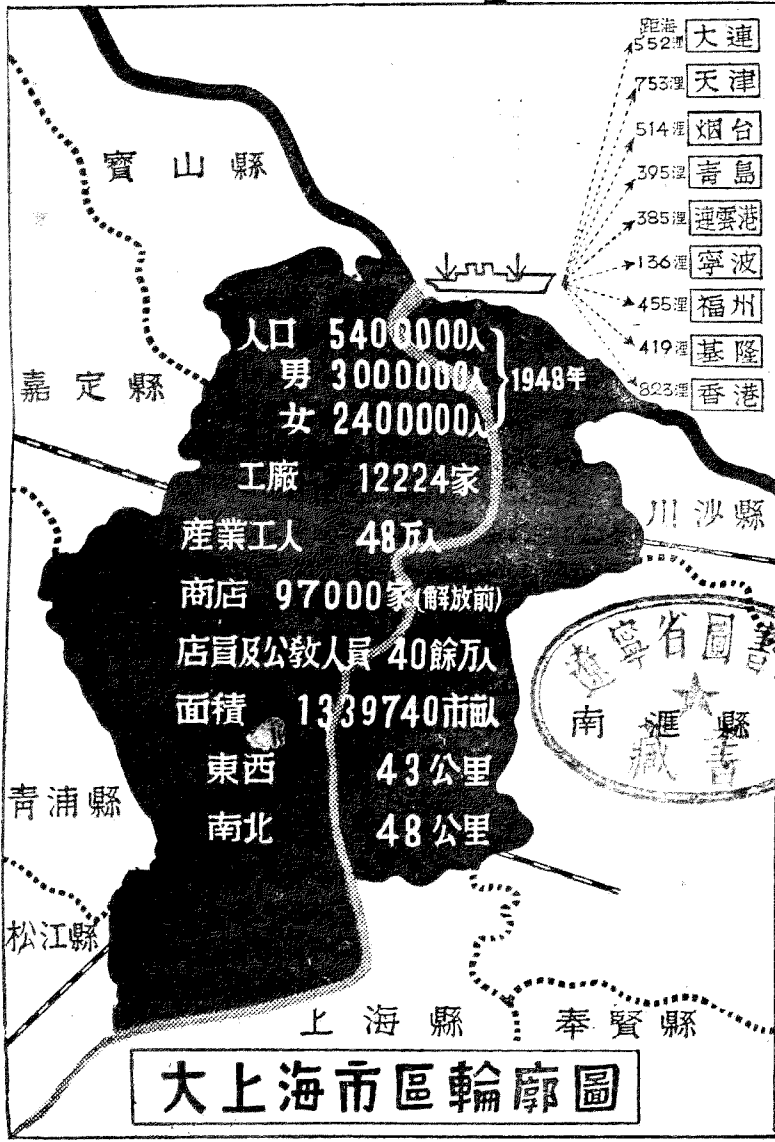 距海
552浬 大連
753浬 天津
514浬 烟台
395浬 青島
385浬 連雲港
136浬 寧波
455浬 福州
419浬 基隆
823浬 香港
寶山縣
嘉定縣
人口 5400000人
男 3000000人
女 2400000人
1948年
工廠 12224家
産業工人 48万人
商店 97000家(解放前)
店員及公敎人員 40餘万人
面積 1339740市畝
東西 43公里
南北 48公里
川沙縣
遼寧省圖書
藏書
南滙縣
青浦縣
松江縣
上海縣
奉賢縣
大上海市區輪廓圖